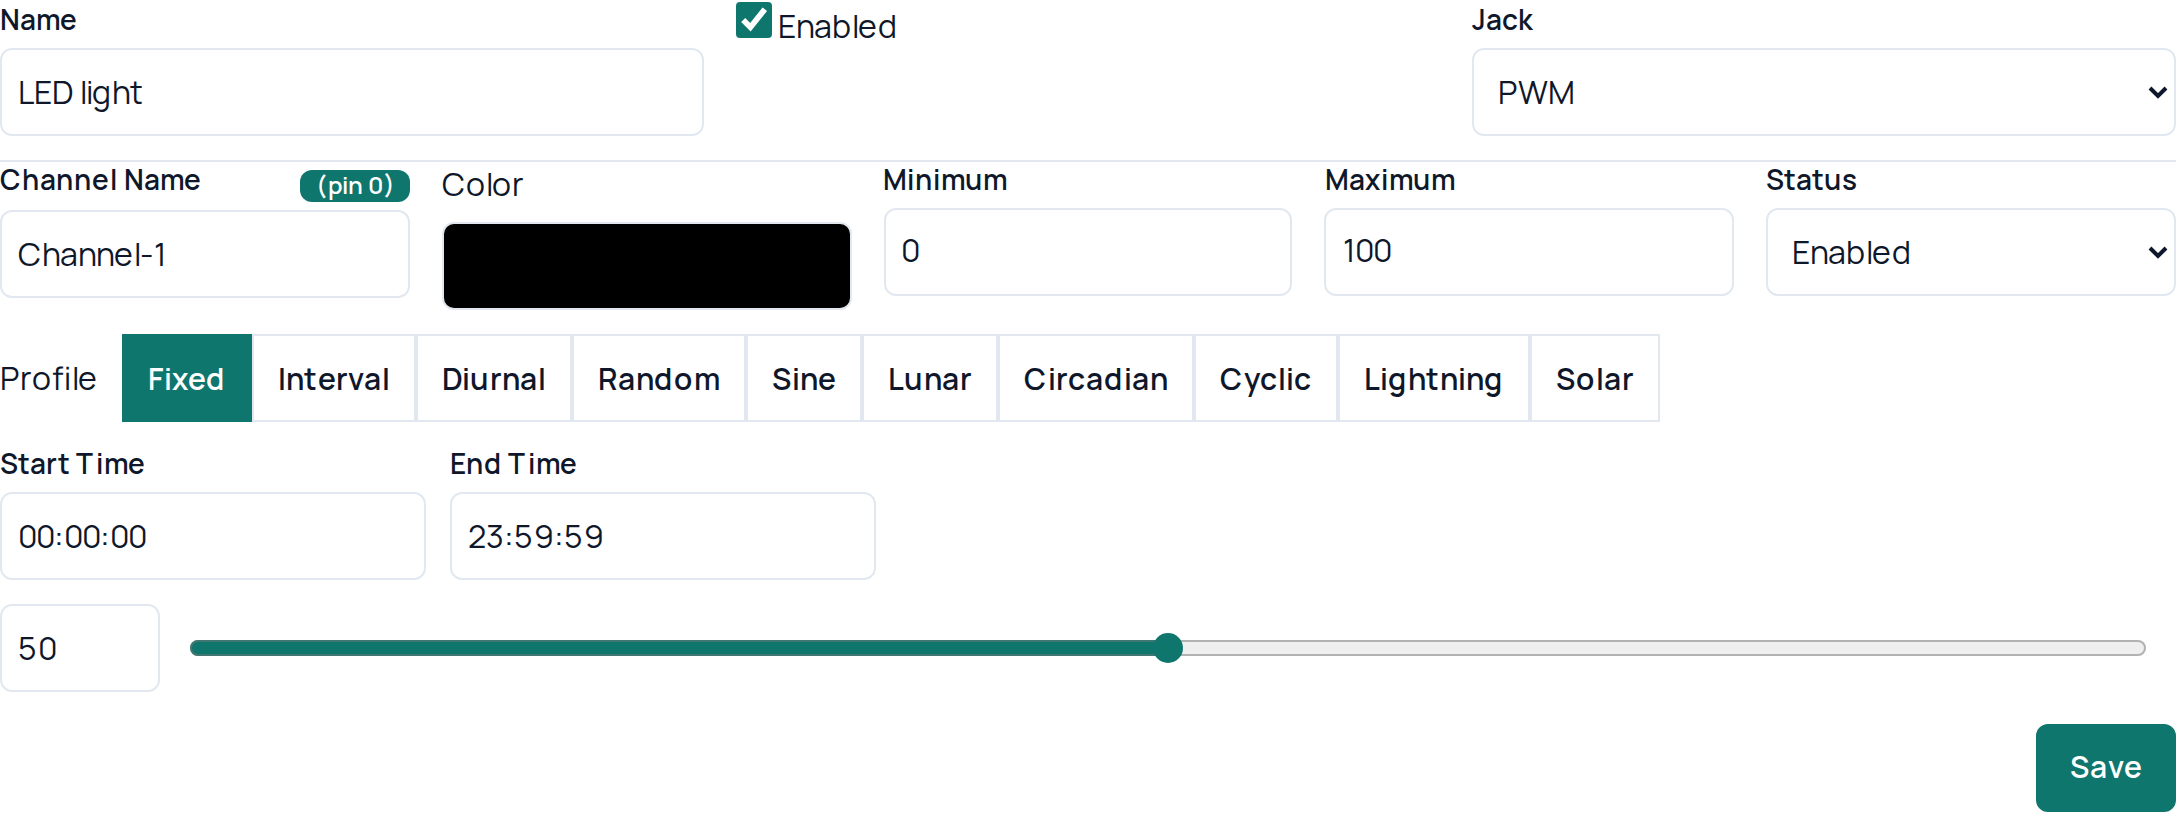 Name
Enabled
Jack
LED light
PWM
Channel Name (pin 0)
Color
Minimum
Maximum
Status
Channel-1
0
100
Enabled
Profile Fixed Interval Diurnal Random Sine Lunar Circadian Cyclic Lightning Solar
Start Time
End Time
00:00:00
23:59:59
50
Save